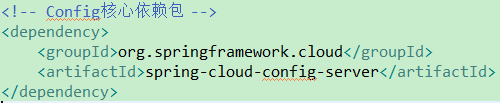 <!-- Config核心依赖包 -->
<dependency>
    <groupId>org.springframework.cloud</groupId>
    <artifactId>spring-cloud-config-server</artifactId>
</dependency>